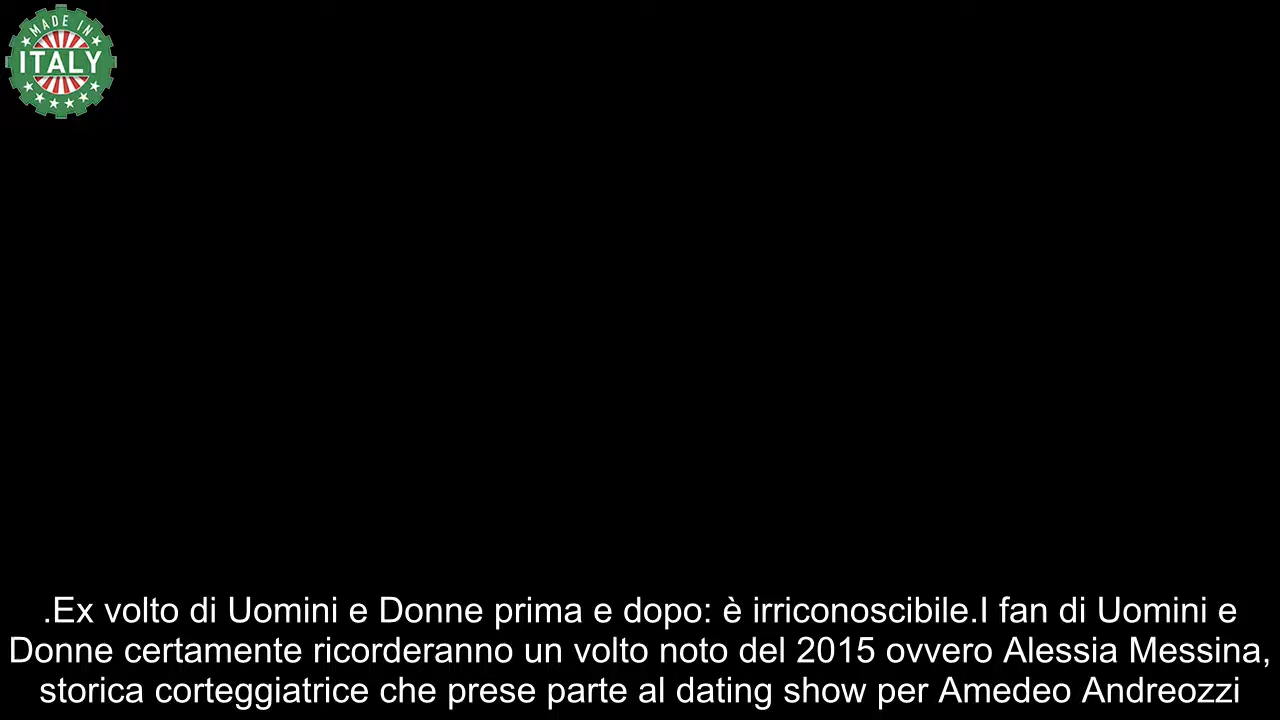 MADE IN
ITALY
.Ex volto di Uomini e Donne prima e dopo: è irriconoscibile.I fan di Uomini e
Donne certamente ricorderanno un volto noto del 2015 ovvero Alessia Messina,
storica corteggiatrice che prese parte al dating show per Amedeo Andreozzi